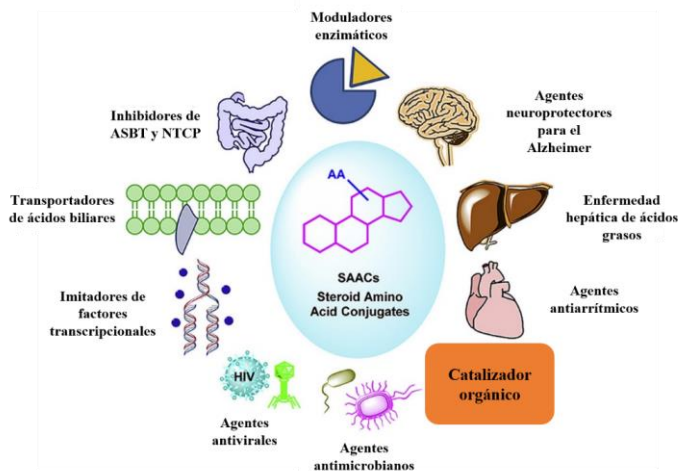 Moduladores
enzimáticos
Inhibidores de
ASBT y NTCP
Agentes
neuroprotectores
para el
Alzheimer
AA
Transportadores
de ácidos biliares
Enfermedad
hepática de ácidos
grasos
SAACs
Steroid Amino
Acid Conjugates
Imitadores de
factores
transcripcionales
Agentes
antiarrítmicos
HIV
Agentes
antivirales
Agentes
antimicrobianos
Catalizador
orgánico